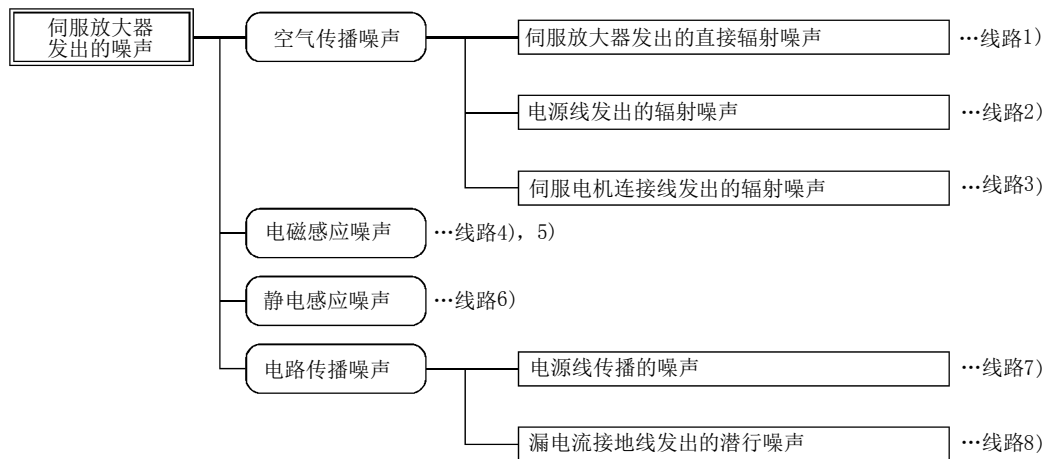 伺服放大器
发出的噪声
空气传播噪声
伺服放大器发出的直接辐射噪声 …线路1)
电源线发出的辐射噪声 …线路2)
伺服电机连接线发出的辐射噪声 …线路3)
电磁感应噪声 …线路4), 5)
静电感应噪声 …线路6)
电路传播噪声
电源线传播的噪声 …线路7)
漏电流接地线发出的潜行噪声 …线路8)